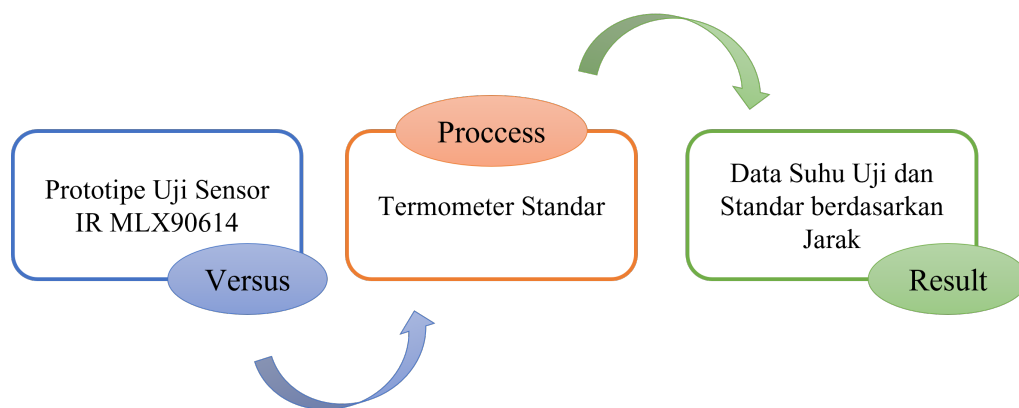 Prototipe Uji Sensor
IR MLX90614
Versus
Proccess
Termometer Standar
Data Suhu Uji dan
Standar berdasarkan
Jarak
Result